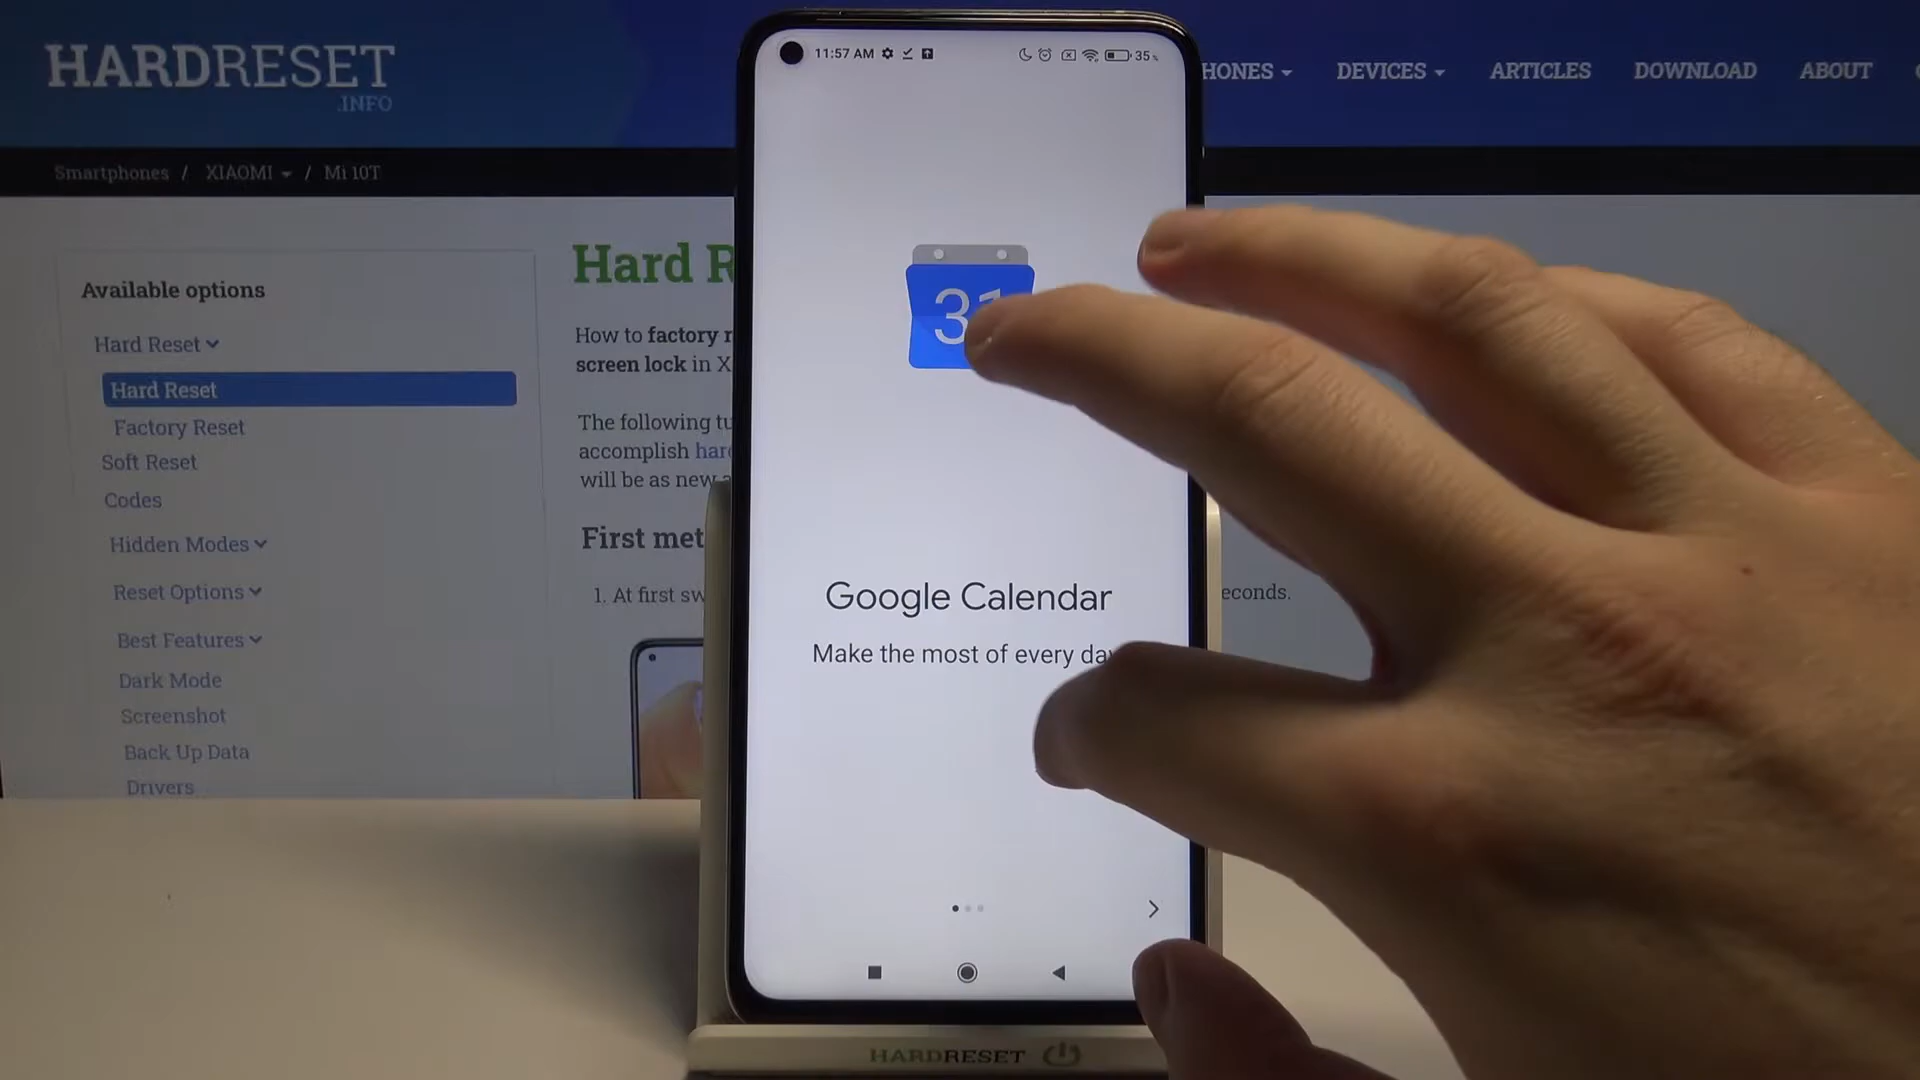 HARDRESET
.INFO
HONES
DEVICES
ARTICLES
DOWNLOAD
ABOUT
Smartphones / XIAOMI / Mi 10T
Available options
Hard Reset
Hard Reset
Factory Reset
Soft Reset
Codes
Hidden Modes
Reset Options
Best Features
Dark Mode
Screenshot
Back Up Data
Drivers
Hard R
How to factory r
screen lock in X
The following tu
accomplish hard
will be as new a
First met
1. At first sw
econds.
11:57 AM
35%
31
Google Calendar
Make the most of every day
HARDRESET